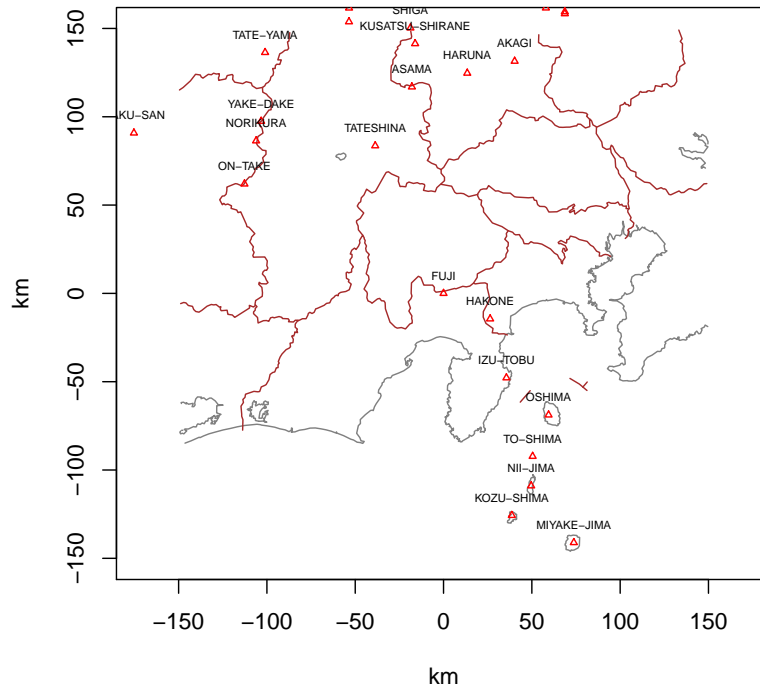 SHIGA
KUSATSU−SHIRANE
TATE−YAMA
AKAGI
HARUNA
ASAMA
YAKE−DAKE
AKU−SAN
NORIKURA
TATESHINA
ON−TAKE
FUJI
HAKONE
IZU−TOBU
OSHIMA
TO−SHIMA
NII−JIMA
KOZU−SHIMA
MIYAKE−JIMA
150
100
50
0
−50
−100
−150
km
−150 −100 −50 0 50 100 150
km